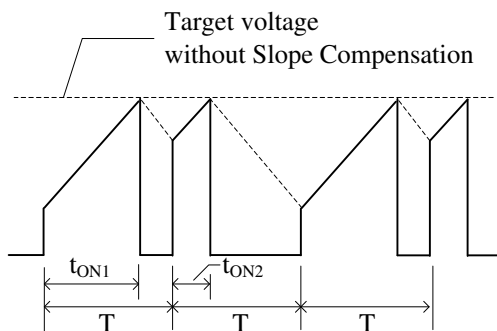 Target voltage
without Slope Compensation
tON1
tON2
T
T
T